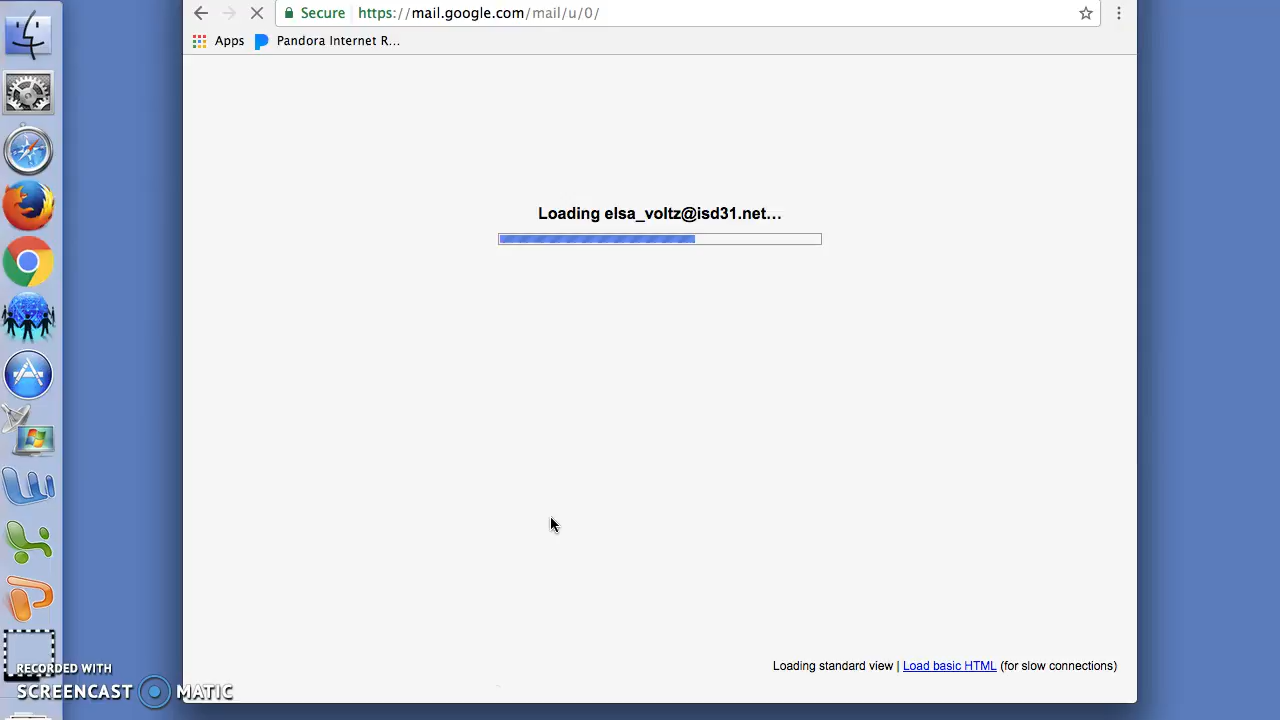 Secure https://mail.google.com/mail/u/0/
Apps Pandora Internet R...
Loading elsa_voltz@isd31.net...
Loading standard view | Load basic HTML (for slow connections)
RECORDED WITH
SCREENCAST MATIC